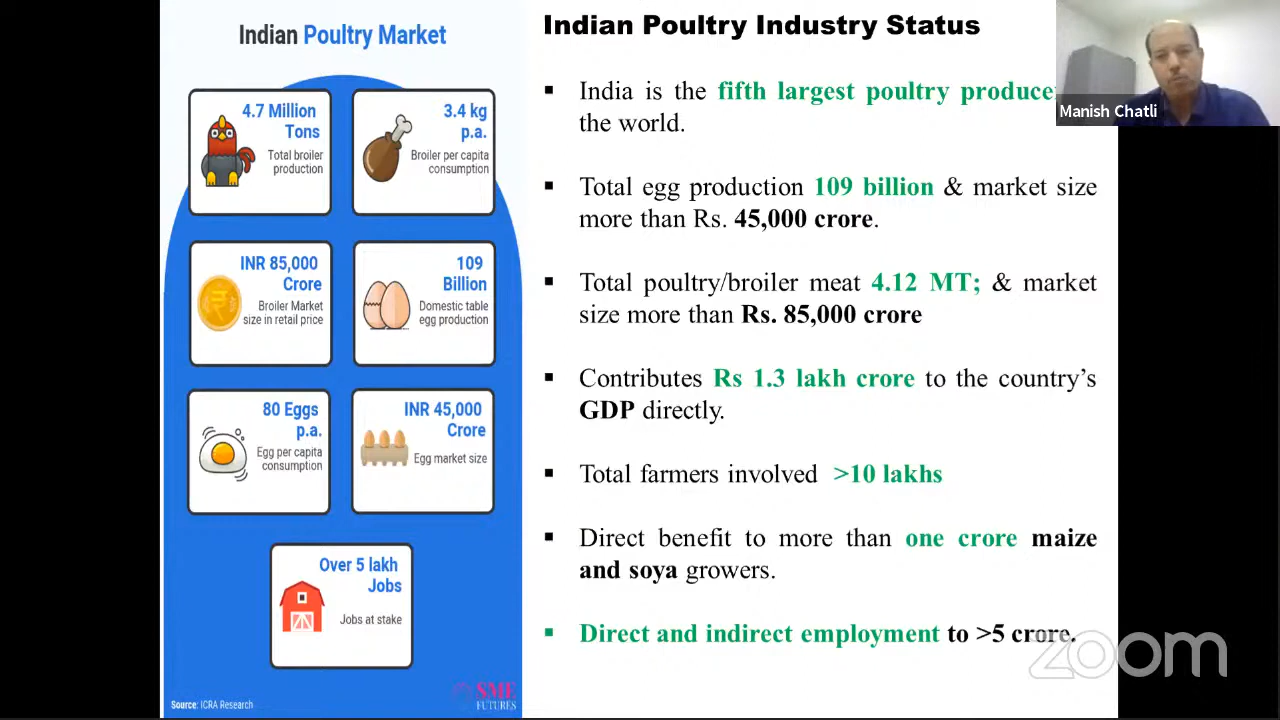 Indian Poultry Market
4.7 Million
Tons
Total broiler
production
3.4 kg
p.a.
Broiler per capita
consumption
INR 85,000
Crore
Broiler Market
size in retail price
109
Billion
Domestic table
egg production
80 Eggs
p.a.
Egg per capita
consumption
INR 45,000
Crore
Egg market size
Over 5 lakh
Jobs
Jobs at stake
Source: ICRA Research
SME
FUTURES
Indian Poultry Industry Status
India is the fifth largest poultry produce
the world.
Total egg production 109 billion & market size
more than Rs. 45,000 crore.
Total poultry/broiler meat 4.12 MT; & market
size more than Rs. 85,000 crore
Contributes Rs 1.3 lakh crore to the country's
GDP directly.
Total farmers involved >10 lakhs
Direct benefit to more than one crore maize
and soya growers.
Direct and indirect employment to >5 crore.
Manish Chatli
zoom